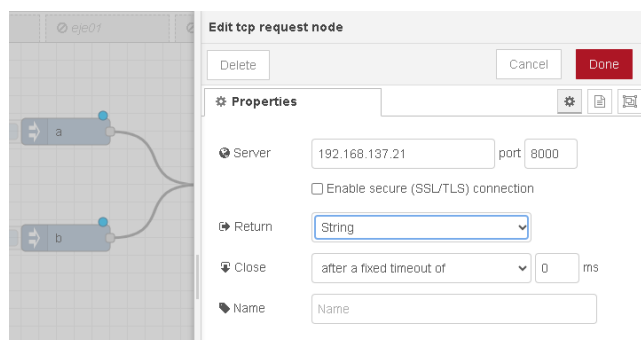 eje01
Edit tcp request node
Delete
Cancel
Done
Properties
Server
192.168.137.21
port
8000
Enable secure (SSL/TLS) connection
Return
String
Close
after a fixed timeout of
0
ms
Name
Name
a
b